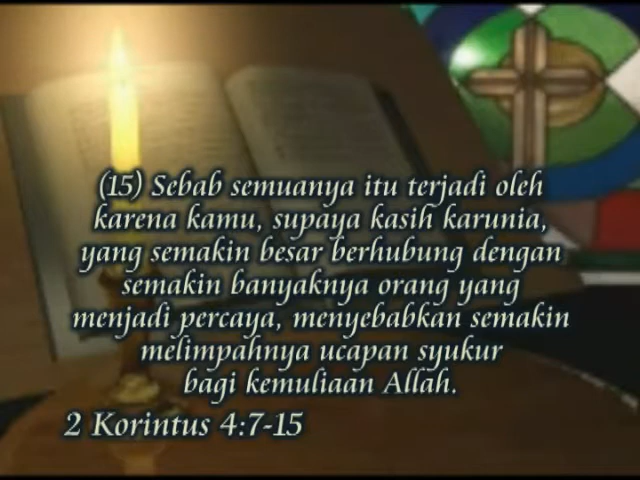 (15) Sebab semuanya itu terjadi oleh
karena kamu, supaya kasih karunia,
yang semakin besar berhubung dengan
semakin banyaknya orang yang
menjadi percaya, menyebabkan semakin
melimpahnya ucapan syukur
bagi kemuliaan Allah.
2 Korintus 4:7-15